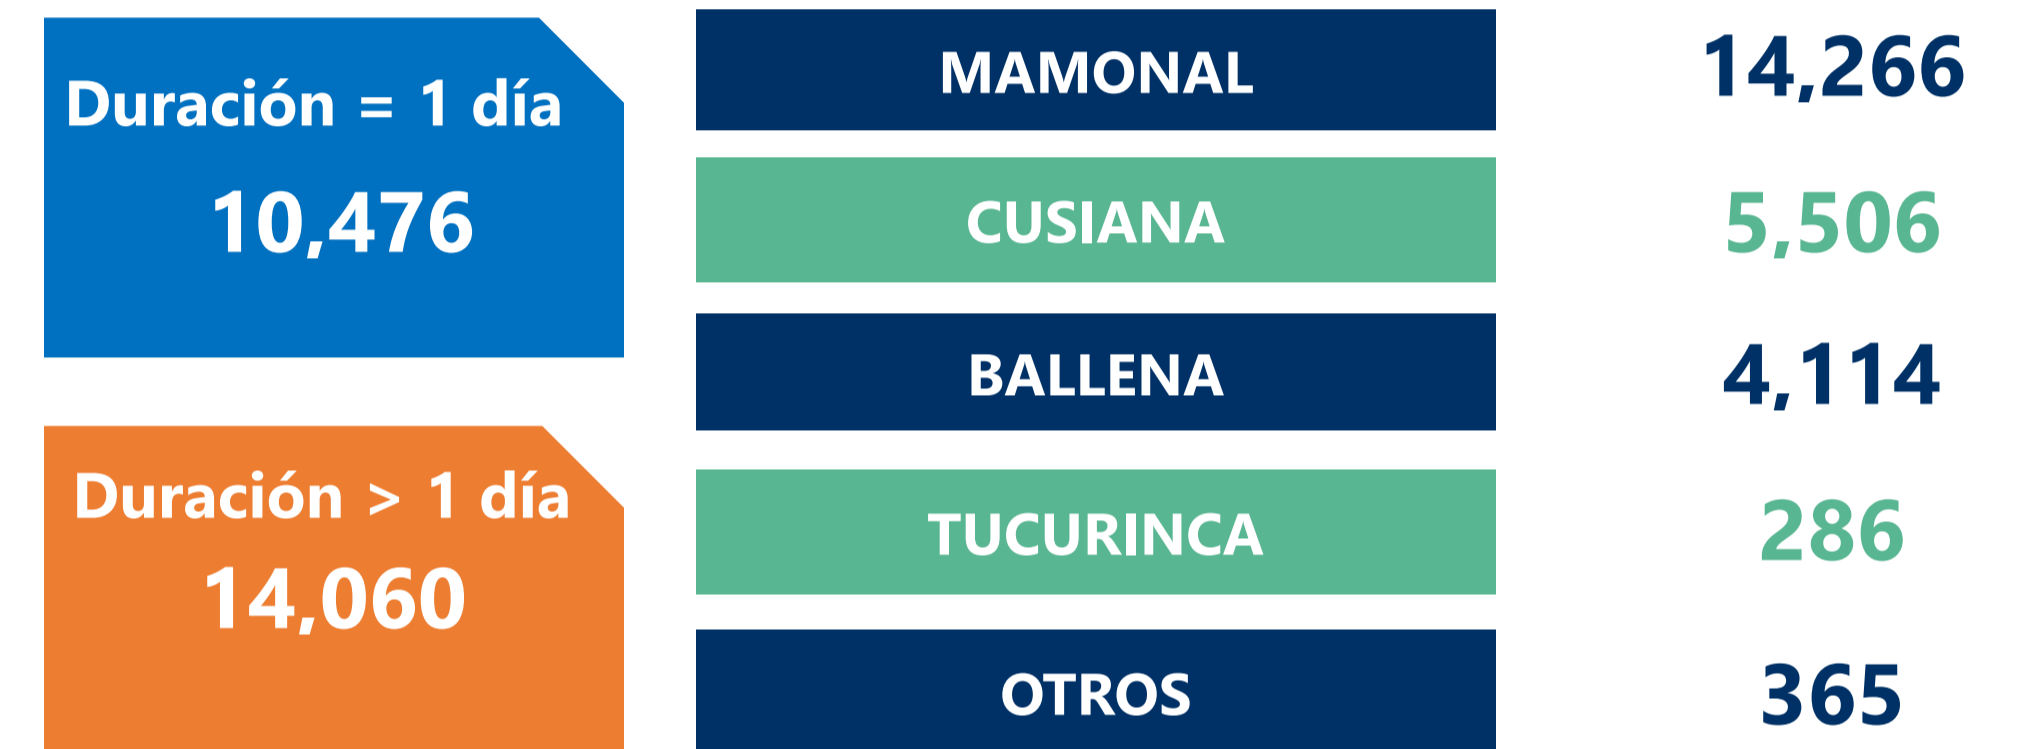 Duración = 1 día
10,476
Duración > 1 día
14,060
MAMONAL 14,266
CUSIANA 5,506
BALLENA 4,114
TUCURINCA 286
OTROS 365